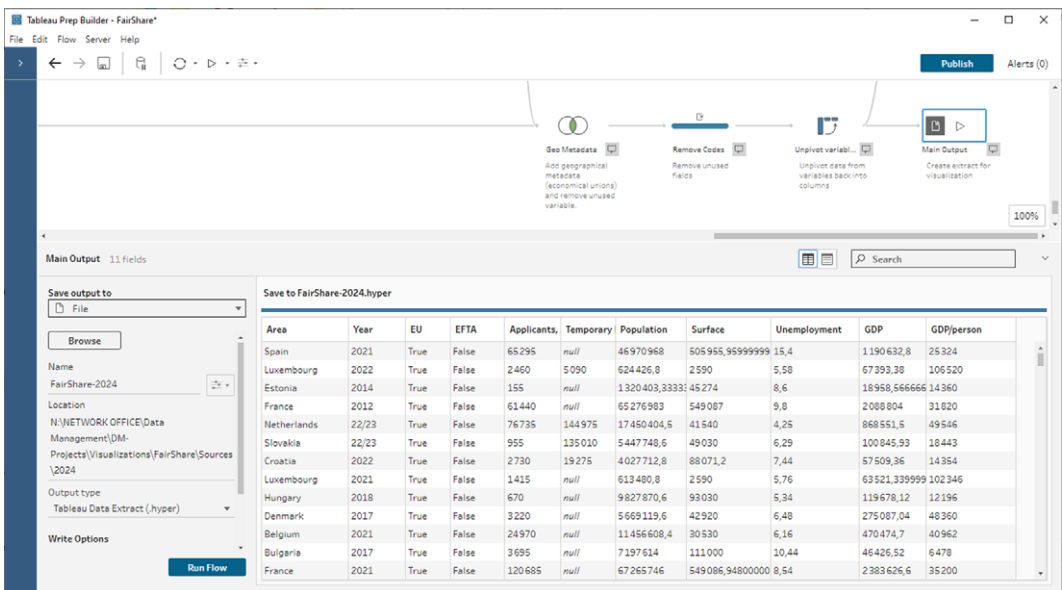 Tableau Prep Builder - FairShare*
File Edit Flow Server Help
Publish Alerts (0)
Geo Metadata
Add geographical
metadata
(economical unions)
and remove unused
variable.
Remove Codes
Remove unused
fields
Unpivot variabl...
Unpivot data from
variables back into
columns
Main Output
Create extract for
visualization
100%
Main Output 11 fields
Search
Save output to
File
Browse
Name
FairShare-2024
Location
N:\NETWORK OFFICE\Data
Management\DM-
Projects\Visualizations\FairShare\Sources
\2024
Output type
Tableau Data Extract (.hyper)
Write Options
Run Flow
Save to FairShare-2024.hyper
Area Year EU EFTA Applicants, Temporary Population Surface Unemployment GDP GDP/person
Spain 2021 True False 65295 null 46970968 505955,95999999 15,4 1190632,8 25324
Luxembourg 2022 True False 2460 5090 624426,8 2590 5,58 67393,38 106520
Estonia 2014 True False 155 null 1320403,33333 45274 8,6 18958,566666 14360
France 2012 True False 61440 null 65276983 549087 9,8 2088804 31820
Netherlands 22/23 True False 76735 144975 17450404,5 41540 4,25 868551,5 49546
Slovakia 22/23 True False 955 135010 5447748,6 49030 6,29 100845,93 18443
Croatia 2022 True False 2730 19275 4027712,8 88071,2 7,44 57509,36 14354
Luxembourg 2021 True False 1415 null 613480,8 2590 5,76 63521,339999 102346
Hungary 2018 True False 670 null 9827870,6 93030 5,34 119678,12 12196
Denmark 2017 True False 3220 null 5669119,6 42920 6,48 275087,04 48360
Belgium 2021 True False 24970 null 11456608,4 30530 6,16 470474,7 40962
Bulgaria 2017 True False 3695 null 7197614 111000 10,44 46426,52 6478
France 2021 True False 120685 null 67265746 549086,94800000 8,54 2383626,6 35200